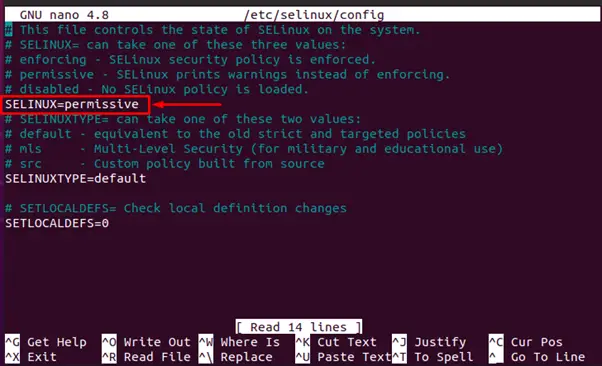 GNU nano 4.8 /etc/selinux/config
# This file controls the state of SELinux on the system.
# SELINUX= can take one of these three values:
# enforcing - SELinux security policy is enforced.
# permissive - SELinux prints warnings instead of enforcing.
# disabled - No SELinux policy is loaded.
SELINUX=permissive
# SELINUXTYPE= can take one of these two values:
# default - equivalent to the old strict and targeted policies
# mls     - Multi-Level Security (for military and educational use)
# src     - Custom policy built from source
SELINUXTYPE=default
# SETLOCALDEFS= Check local definition changes
SETLOCALDEFS=0
[ Read 14 lines ]
^G Get Help ^O Write Out ^W Where Is ^K Cut Text ^J Justify ^C Cur Pos
^X Exit ^R Read File ^\ Replace ^U Paste Text ^T To Spell ^_ Go To Line